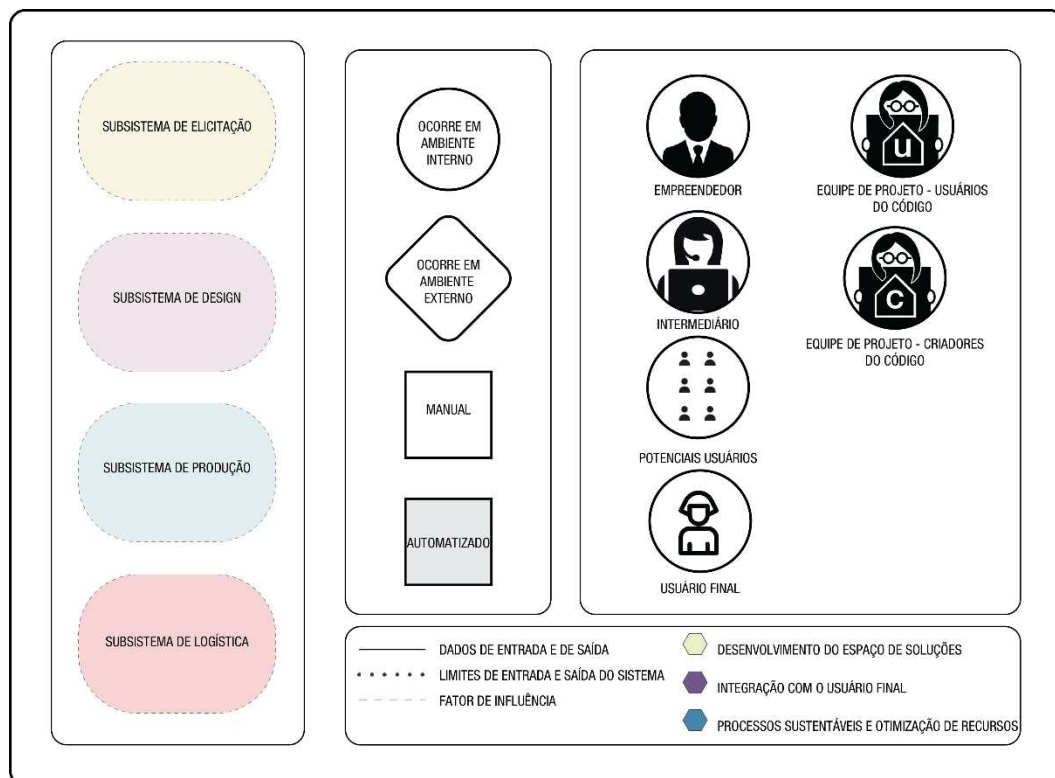 SUBSISTEMA DE ELICITAÇÃO
SUBSISTEMA DE DESIGN
SUBSISTEMA DE PRODUÇÃO
SUBSISTEMA DE LOGÍSTICA
OCORRE EM
AMBIENTE
INTERNO
OCORRE EM
AMBIENTE
EXTERNO
MANUAL
AUTOMATIZADO
EMPREENDEDOR
INTERMEDIÁRIO
POTENCIAIS USUÁRIOS
USUÁRIO FINAL
U
EQUIPE DE PROJETO - USUÁRIOS
DO CÓDIGO
C
EQUIPE DE PROJETO - CRIADORES
DO CÓDIGO
DADOS DE ENTRADA E DE SAÍDA
LIMITES DE ENTRADA E SAÍDA DO SISTEMA
FATOR DE INFLUÊNCIA
DESENVOLVIMENTO DO ESPAÇO DE SOLUÇÕES
INTEGRAÇÃO COM O USUÁRIO FINAL
PROCESSOS SUSTENTÁVEIS E OTIMIZAÇÃO DE RECURSOS